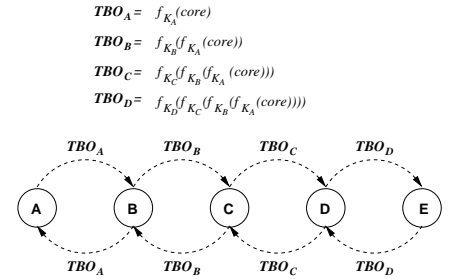 TBO_A = f_{K_A}(core)
TBO_B = f_{K_B}(f_{K_A}(core))
TBO_C = f_{K_C}(f_{K_B}(f_{K_A}(core)))
TBO_D = f_{K_D}(f_{K_C}(f_{K_B}(f_{K_A}(core))))
TBO_A TBO_B TBO_C TBO_D
A B C D E
TBO_A TBO_B TBO_C TBO_D